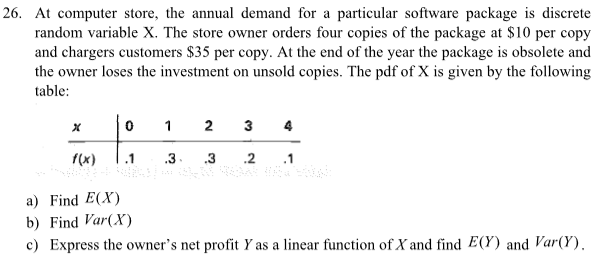 26. At computer store, the annual demand for a particular software package is discrete
random variable X. The store owner orders four copies of the package at $10 per copy
and chargers customers $35 per copy. At the end of the year the package is obsolete and
the owner loses the investment on unsold copies. The pdf of X is given by the following
table:
x 0 1 2 3 4
f(x) .1 .3 .3 .2 .1
a) Find E(X)
b) Find Var(X)
c) Express the owner's net profit Y as a linear function of X and find E(Y) and Var(Y).